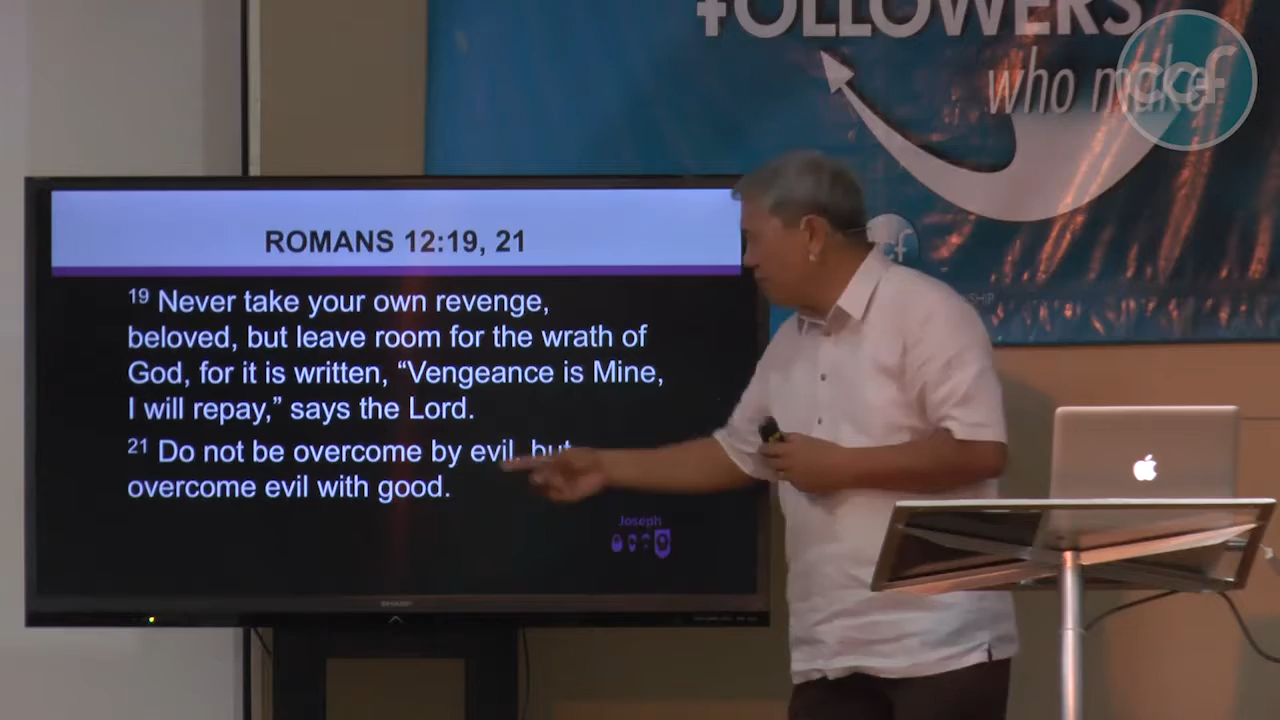 FOLLOWERS
who make
ccf
ROMANS 12:19, 21
19 Never take your own revenge,
beloved, but leave room for the wrath of
God, for it is written, “Vengeance is Mine,
I will repay,” says the Lord.
21 Do not be overcome by evil, but
overcome evil with good.
Joseph
SHARP